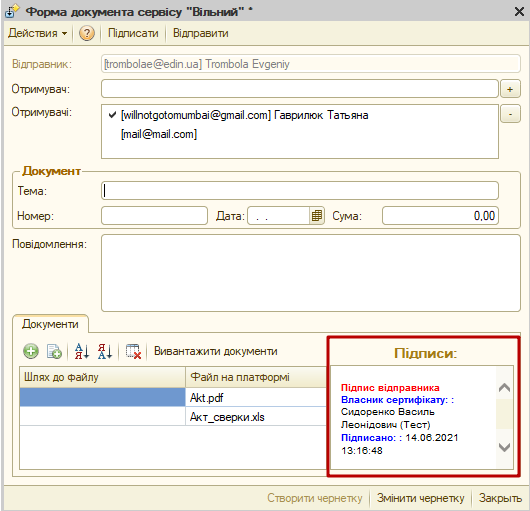 Форма документа сервісу "Вільний" *
Действия
Підписати
Відправити
Відправник:
[trombolae@edin.ua] Trombola Evgeniy
Отримувач:
+
Отримувачі:
[willnotgotomumbai@gmail.com] Гаврилюк Татьяна
-
[mail@mail.com]
Документ
Тема:
Номер:
Дата:
. .
Сума:
0,00
Повідомлення:
Документи
Вивантажити документи
Підписи:
Шлях до файлу
Файл на платформі
Akt.pdf
Акт_сверки.xls
Підпис відправника
Власник сертифікату: :
Сидоренко Василь
Леонідович (Тест)
Підписано: : 14.06.2021
13:16:48
Створити чернетку
Змінити чернетку
Закрыть